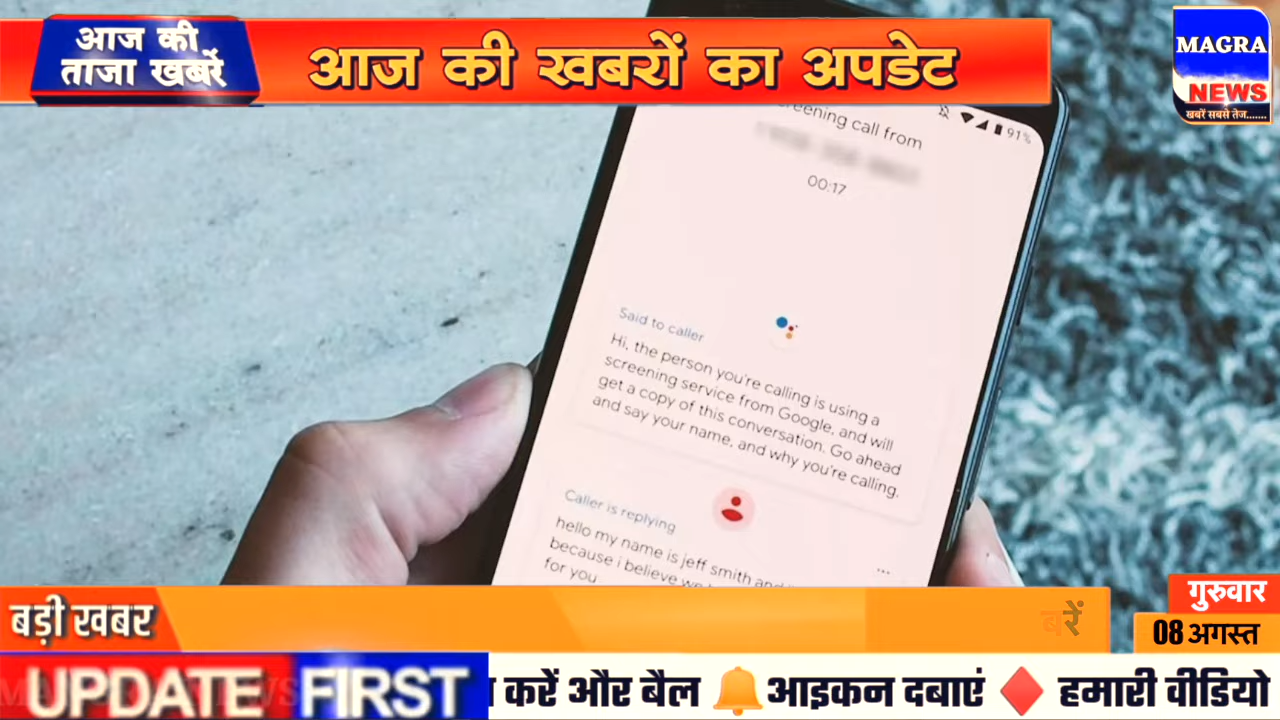 आज की
ताजा खबरें
आज की खबरों का अपडेट
MAGRA
NEWS
खबरें सबसे तेज.......
91%
call from
00:17
Said to caller
Hi, the person you're calling is using a
screening service from Google, and will
get a copy of this conversation. Go ahead
and say your name, and why you're calling.
Caller is replying
hello my name is jeff smith and
because i believe we
for you
...
बड़ी खबर
गुरुवार
08 अगस्त
UPDATE FIRST
करें और बैल 🔔 आइकन दबाएं ♦ हमारी वीडियो